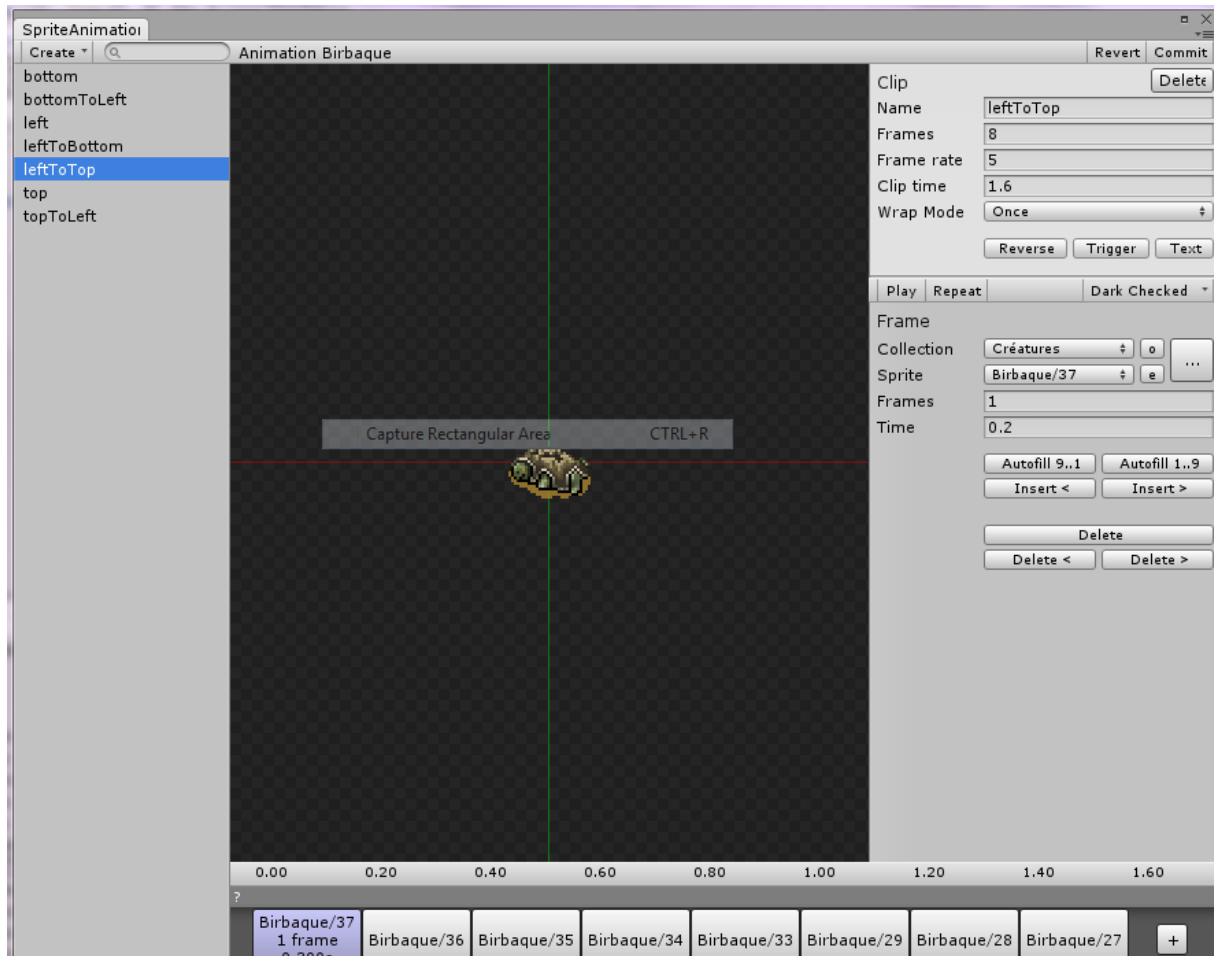 SpriteAnimation
Create
Animation Birbaque
Revert Commit
bottom
bottomToLeft
left
leftToBottom
leftToTop
top
topToLeft
Clip Delete
Name leftToTop
Frames 8
Frame rate 5
Clip time 1.6
Wrap Mode Once
Reverse Trigger Text
Play Repeat Dark Checked
Frame
Collection Créatures o ...
Sprite Birbaque/37 e
Frames 1
Time 0.2
Autofill 9..1 Autofill 1..9
Insert < Insert >
Delete
Delete < Delete >
Capture Rectangular Area CTRL+R
0.00 0.20 0.40 0.60 0.80 1.00 1.20 1.40 1.60
?
Birbaque/37
1 frame
0.200s
Birbaque/36 Birbaque/35 Birbaque/34 Birbaque/33 Birbaque/29 Birbaque/28 Birbaque/27 +